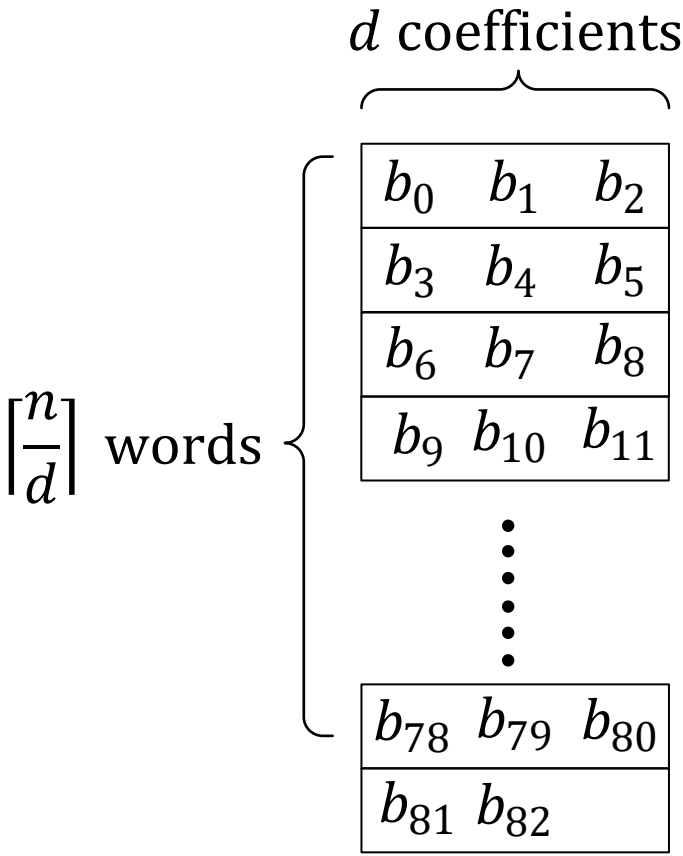 d coefficients
b₀ b₁ b₂
b₃ b₄ b₅
b₆ b₇ b₈
⌈n/d⌉ words
b₉ b₁₀ b₁₁
b₇₈ b₇₉ b₈₀
b₈₁ b₈₂